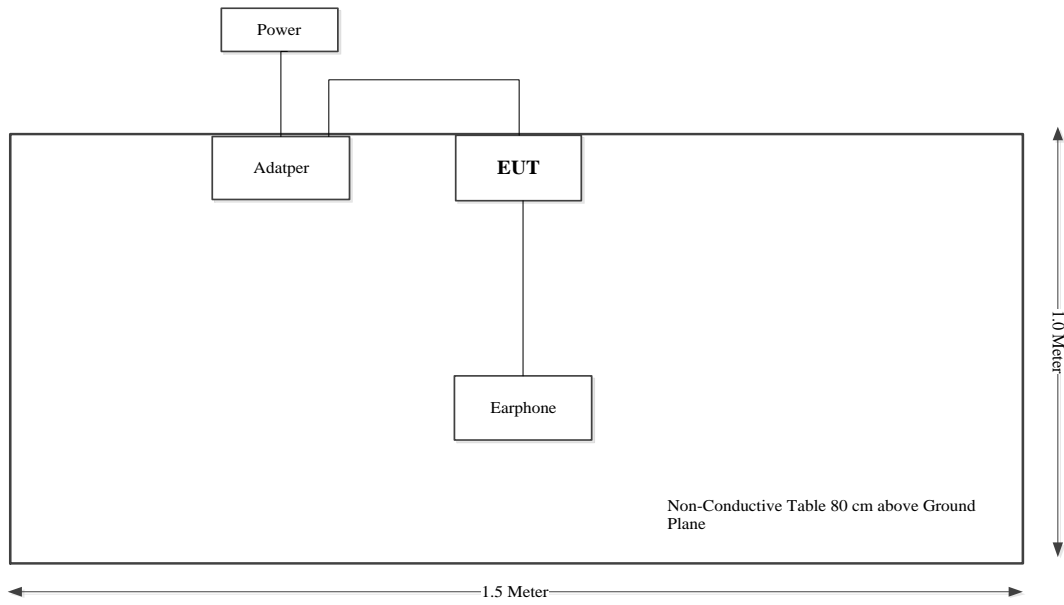 Power
Adatper
EUT
Earphone
1.0 Meter
Non-Conductive Table 80 cm above Ground
Plane
1.5 Meter